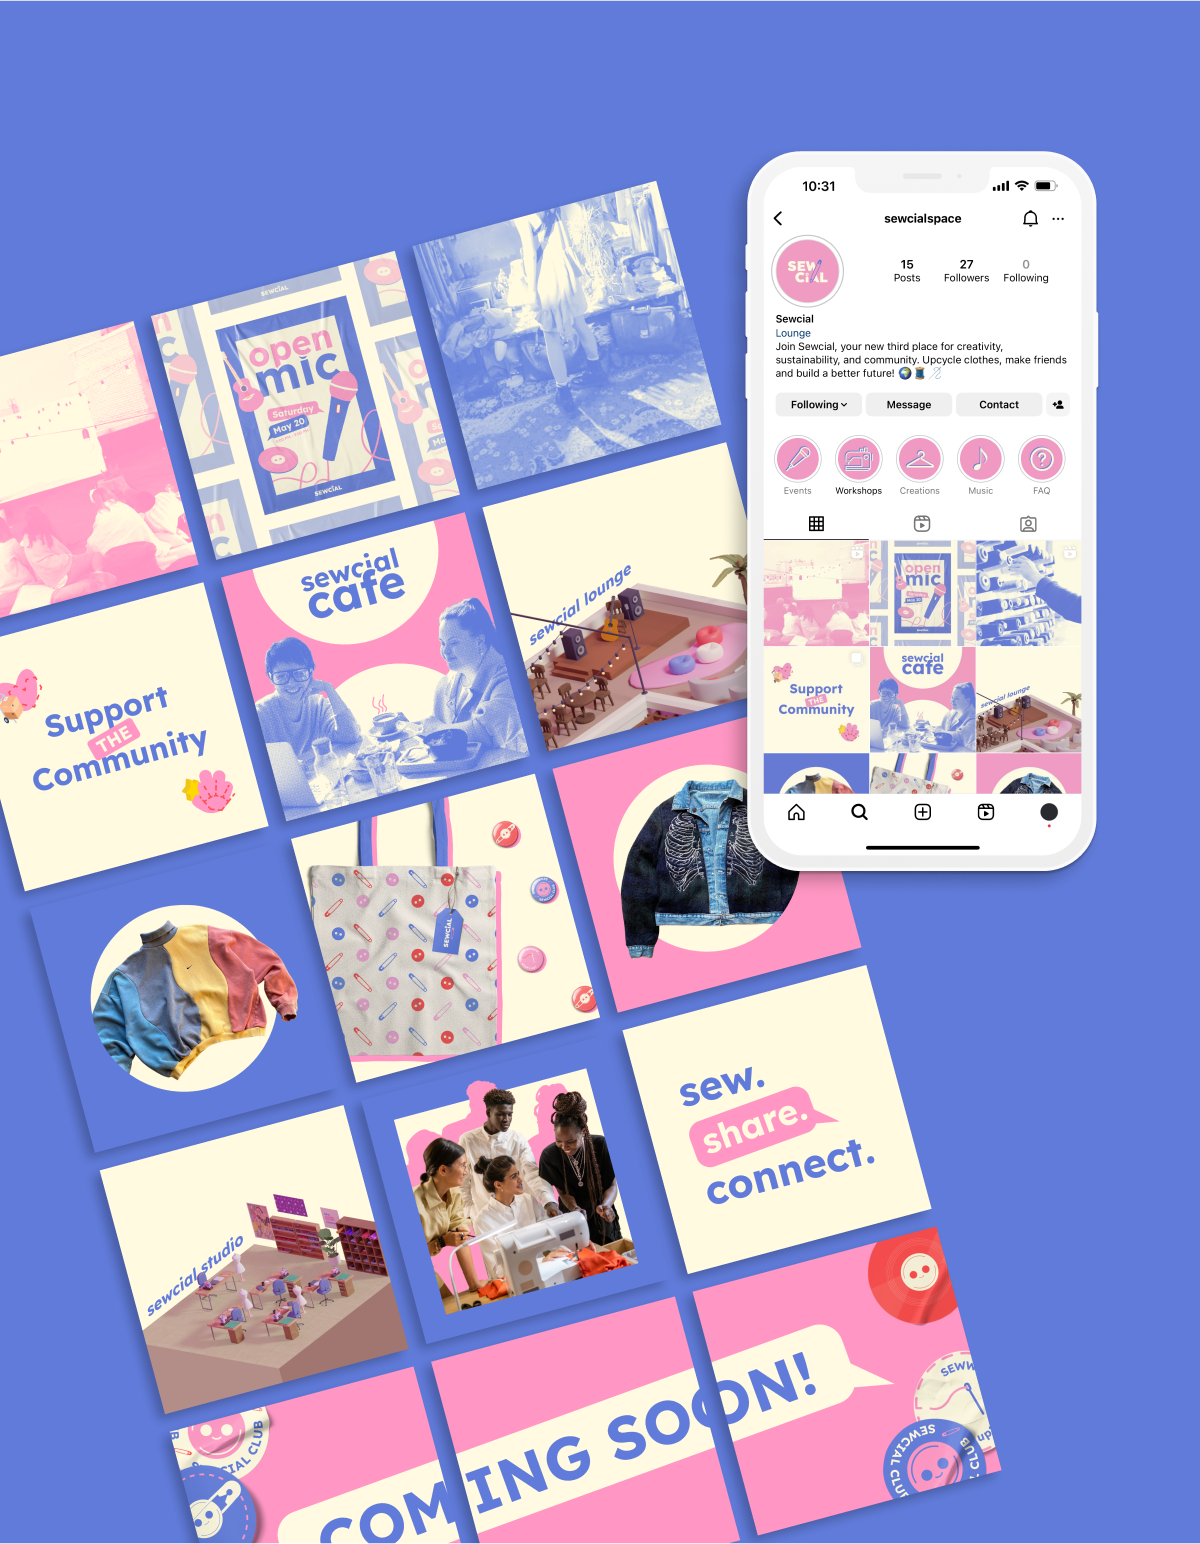 10:31
sewcialspace
SEW
CIAL
15
Posts
27
Followers
0
Following
Sewcial
Lounge
Join Sewcial, your new third place for creativity,
sustainability, and community. Upcycle clothes, make friends
and build a better future!
Following
Message
Contact
Events
Workshops
Creations
Music
FAQ
open
mic
Support
THE
Community
sewcial
cafe
sewcial lounge
SEWCIAL
open
mic
Saturday
May 20
SEWCIAL
Support
THE
Community
sewcial
cafe
sewcial lounge
SEWCIAL
sew.
share.
connect.
sewcial studio
COMING SOON!
CIAL CLUB
SEWCIAL CLUB